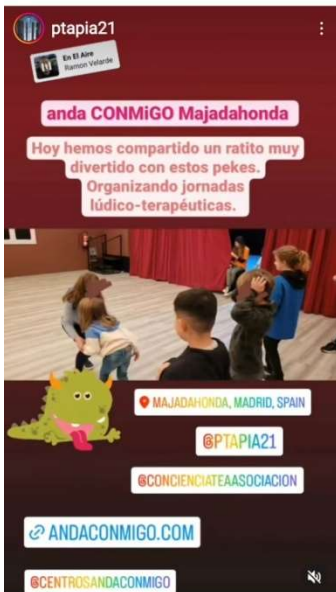 ptapia21
En El Aire
Ramon Velarde
anda CONMiGO Majadahonda
Hoy hemos compartido un ratito muy
divertido con estos pekes.
Organizando jornadas
lúdico-terapéuticas.
MAJADAHONDA, MADRID, SPAIN
@PTAPIA21
@CONCIENCIATEAASOCIACION
ANDACONMIGO.COM
@CENTROSANDACONMIGO